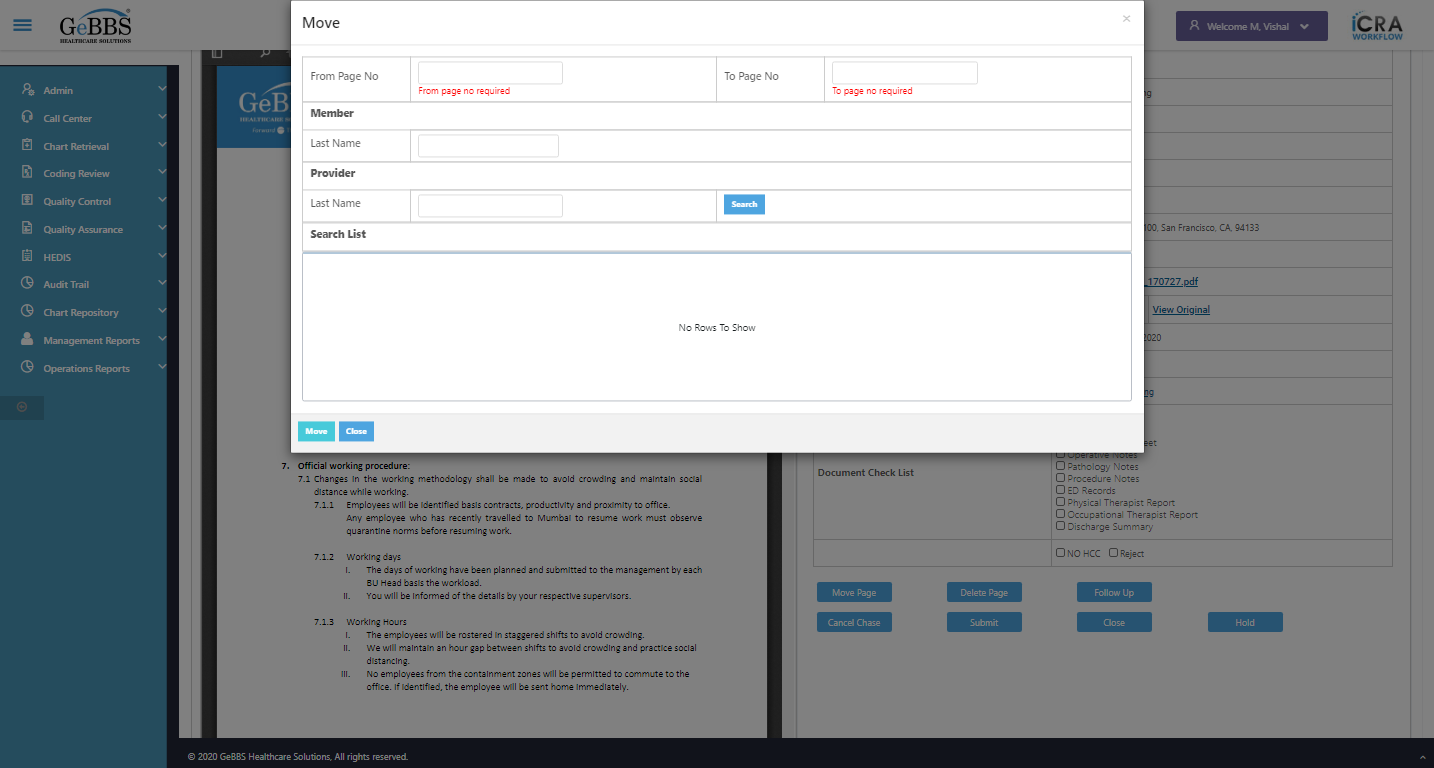 GeBBS
HEALTHCARE SOLUTIONS
Welcome M, Vishal
iCRA
WORKFLOW
Move
×
From Page No
From page no required
To Page No
To page no required
Member
Last Name
Provider
Last Name
Search
Search List
No Rows To Show
Move
Close
Admin
Call Center
Chart Retrieval
Coding Review
Quality Control
Quality Assurance
HEDIS
Audit Trail
Chart Repository
Management Reports
Operations Reports
GeB
7. Official working procedure:
7.1 Changes in the working methodology shall be made to avoid crowding and maintain social
distance while working.
7.1.1 Employees will be identified basis contracts, productivity and proximity to office.
Any employee who has recently travelled to Mumbai to resume work must observe
quarantine norms before resuming work.
7.1.2 Working days
I. The days of working have been planned and submitted to the management by each
BU Head basis the workload.
II. You will be informed of the details by your respective supervisors.
7.1.3 Working Hours
I. The employees will be rostered in staggered shifts to avoid crowding.
II. We will maintain an hour gap between shifts to avoid crowding and practice social
distancing.
III. No employees from the containment zones will be permitted to commute to the
office. If identified, the employee will be sent home immediately.
100, San Francisco, CA, 94133
_170727.pdf
View Original
2020
eet
Document Check List
Operative Notes
Pathology Notes
Procedure Notes
ED Records
Physical Therapist Report
Occupational Therapist Report
Discharge Summary
NO HCC Reject
Move Page
Delete Page
Follow Up
Cancel Chase
Submit
Close
Hold
© 2020 GeBBS Healthcare Solutions, All rights reserved.